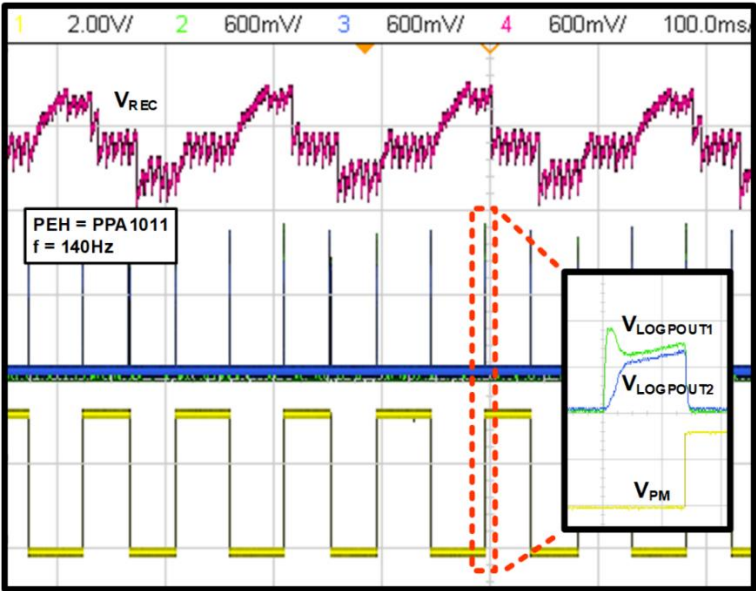 1 2.00V/ 2 600mV/ 3 600mV/ 4 600mV/ 100.0ms/
VREC
PEH = PPA1011
f = 140Hz
VLOGPOUT1
VLOGPOUT2
VPM